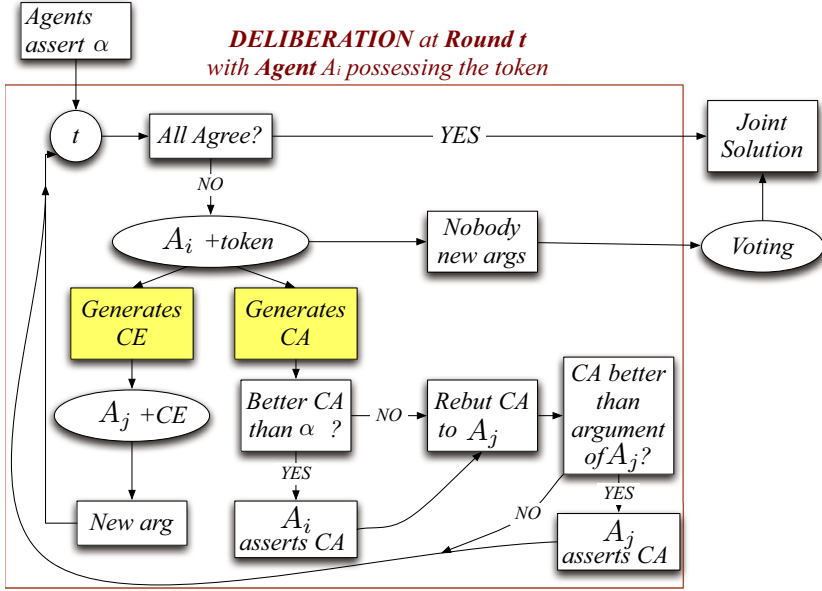 Agents
assert α
DELIBERATION at Round t
with Agent Ai possessing the token
t
All Agree?
YES
Joint
Solution
NO
Ai +token
Nobody
new args
Voting
Generates
CE
Generates
CA
Aj +CE
Better CA
than α ?
NO
Rebut CA
to Aj
CA better
than
argument
of Aj?
YES
YES
NO
New arg
Ai
asserts CA
Aj
asserts CA